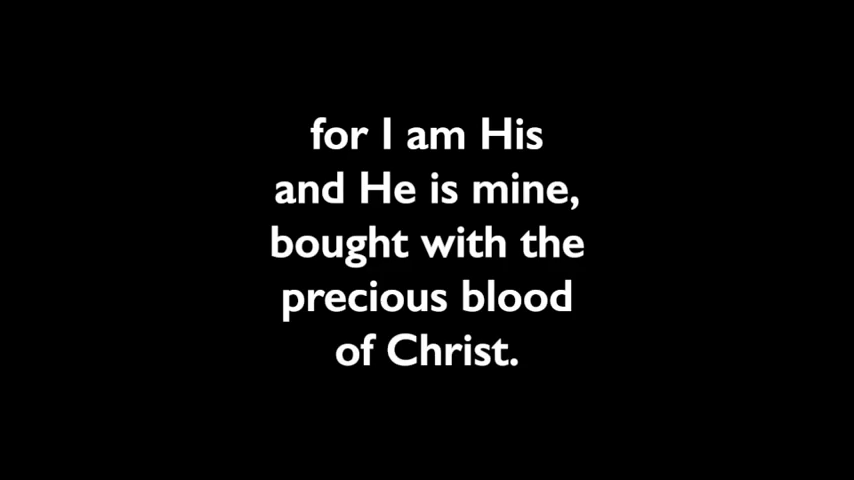 for I am His
and He is mine,
bought with the
precious blood
of Christ.